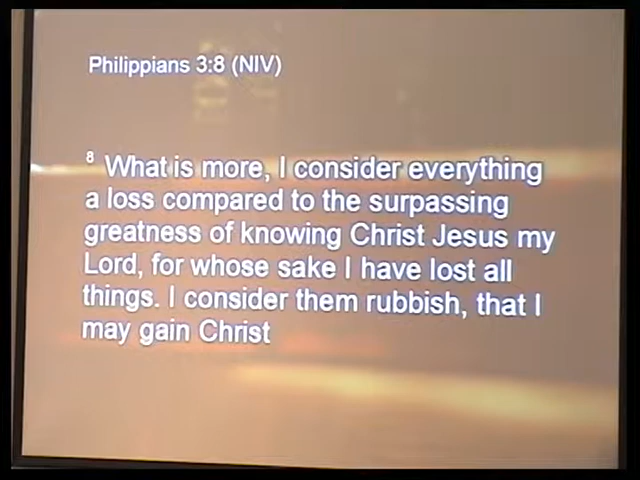 Philippians 3:8 (NIV)
8 What is more, I consider everything
a loss compared to the surpassing
greatness of knowing Christ Jesus my
Lord, for whose sake I have lost all
things. I consider them rubbish, that I
may gain Christ